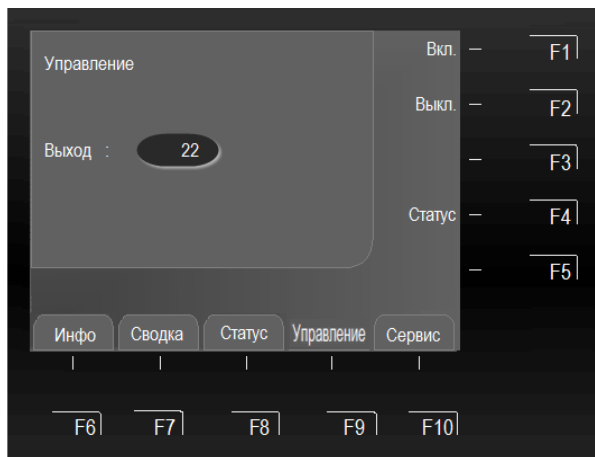 Управление
Выход : 22
Вкл. – F1
Выкл. – F2
– F3
Статус – F4
– F5
Инфо Сводка Статус Управление Сервис
F6 F7 F8 F9 F10